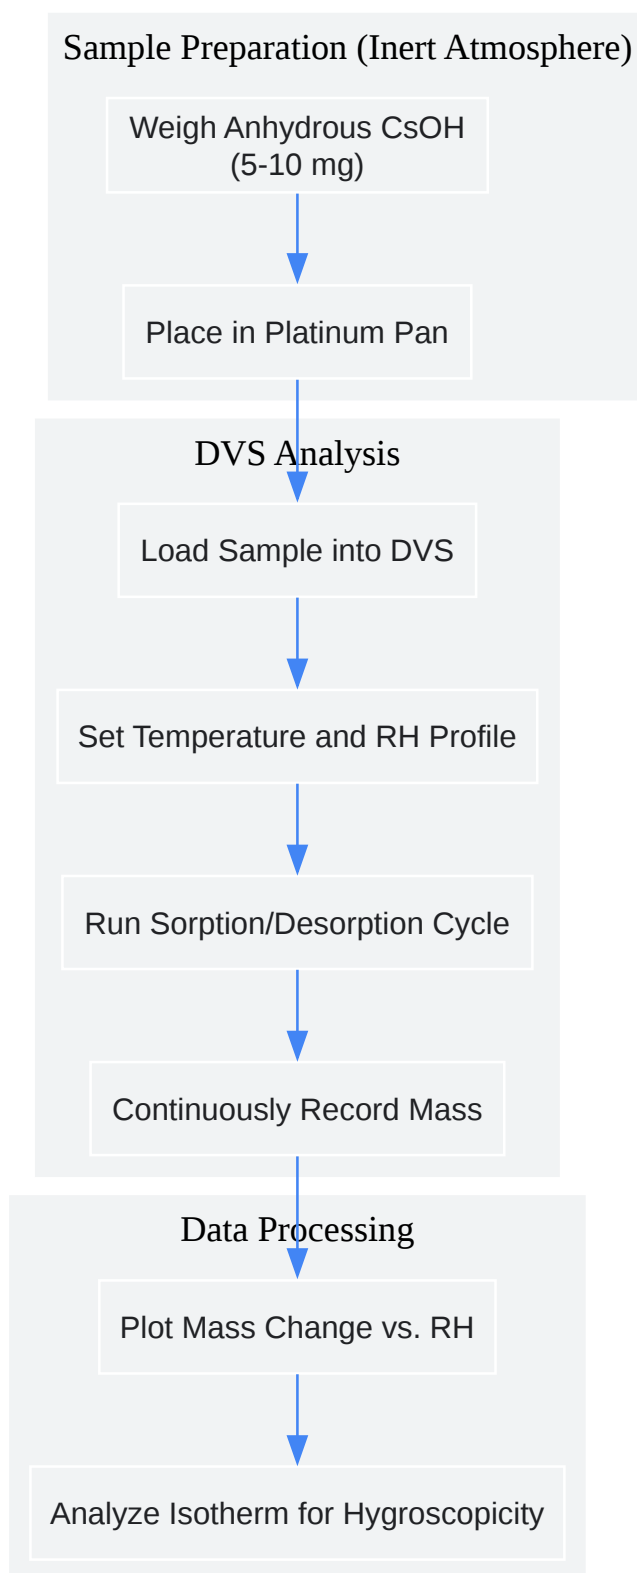 Sample Preparation (Inert Atmosphere)
Weigh Anhydrous CsOH
(5-10 mg)
Place in Platinum Pan
DVS Analysis
Load Sample into DVS
Set Temperature and RH Profile
Run Sorption/Desorption Cycle
Continuously Record Mass
Data Processing
Plot Mass Change vs. RH
Analyze Isotherm for Hygroscopicity